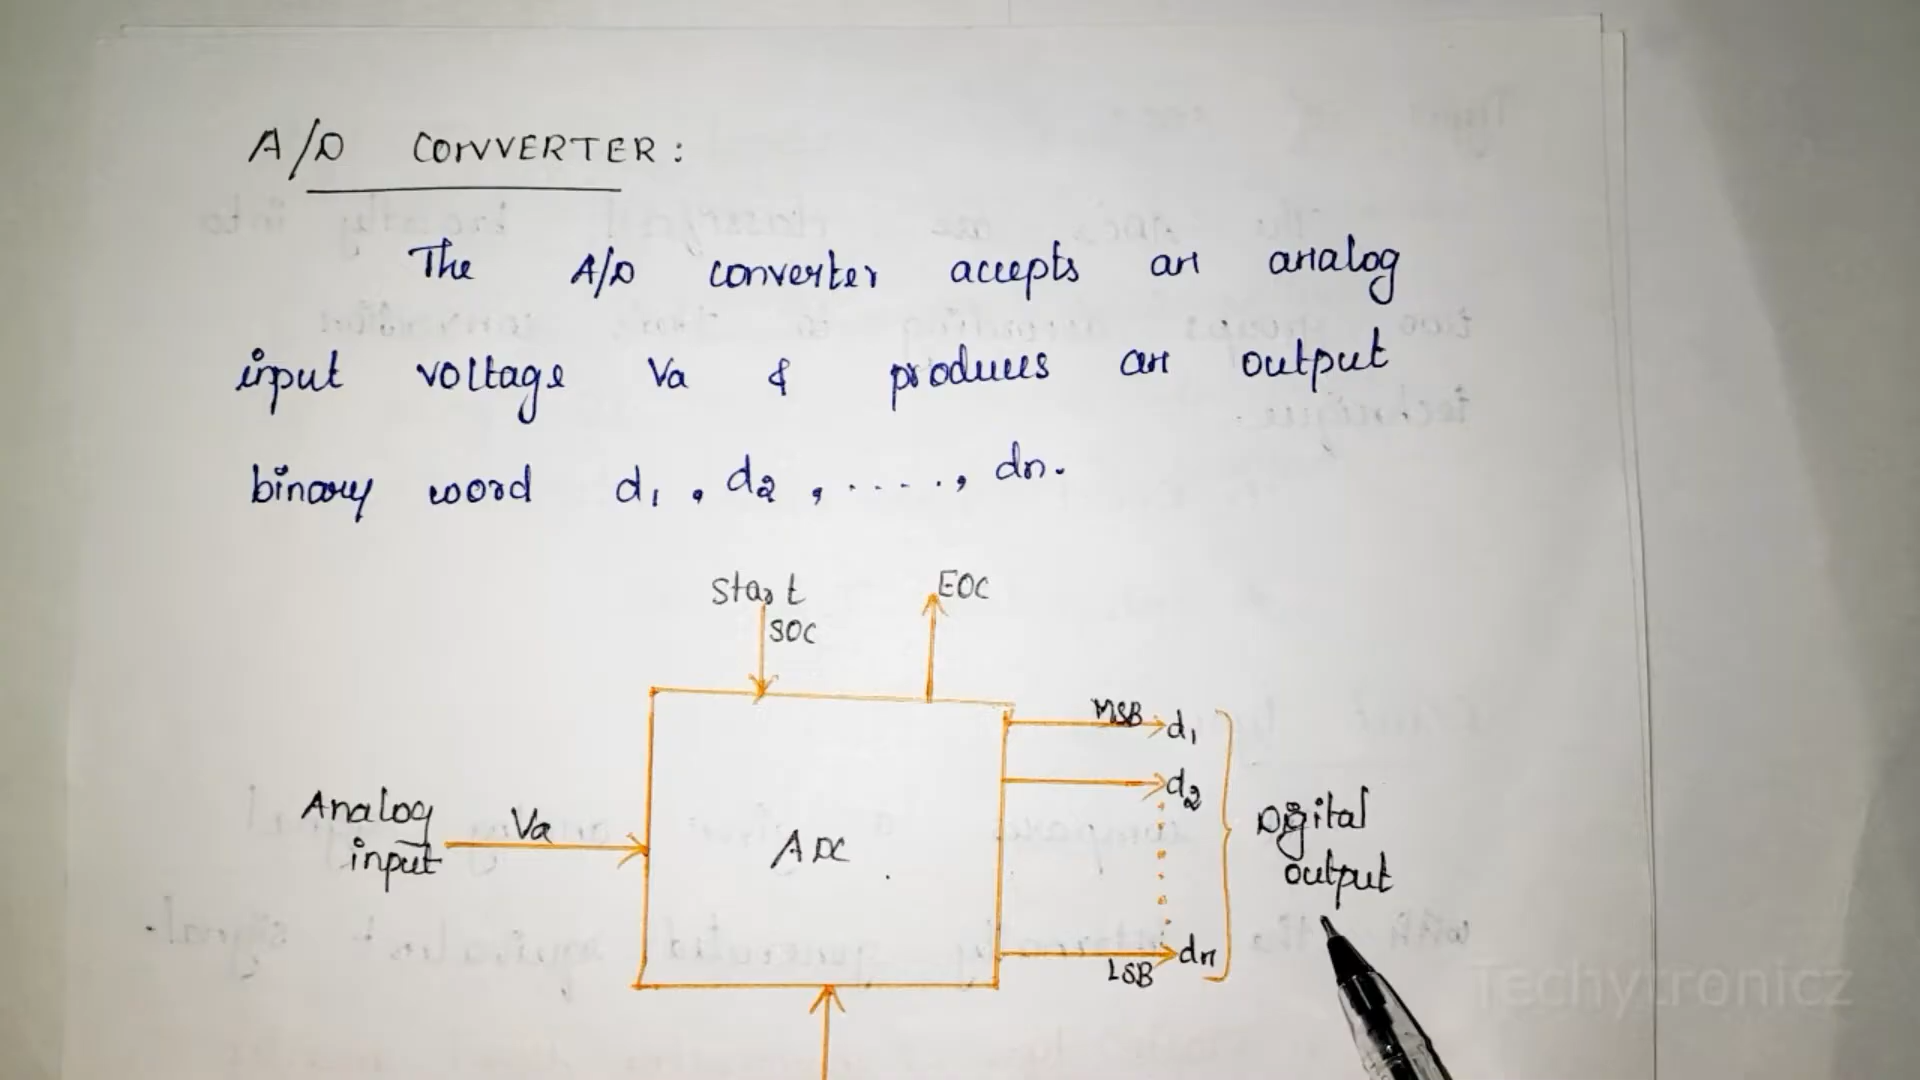 A/D CONVERTER:
The A/D converter accepts an analog
input voltage Va & produces an output
binary word d1, d2, ...., dn.
Start
SOC
EOC
MSB d1
d2
Analog
input
Va
ADC
Digital
output
LSB dn
Techytronicz